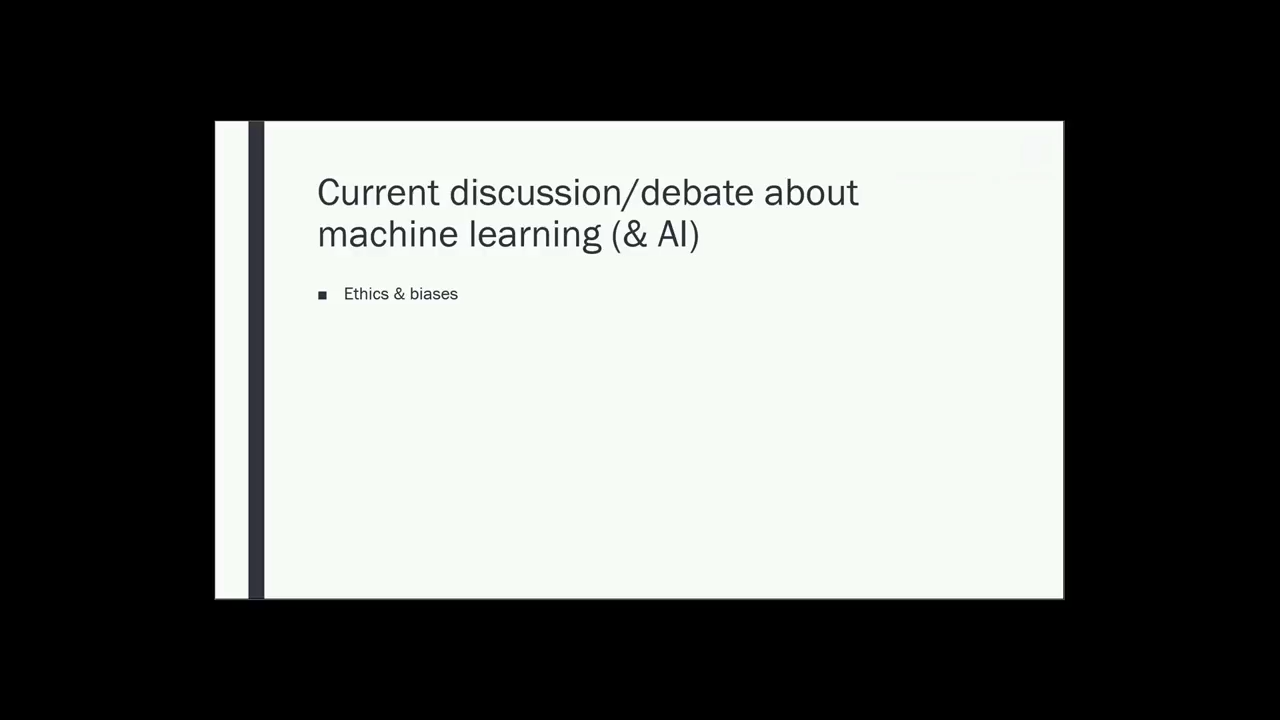 Current discussion/debate about
machine learning (& AI)
■ Ethics & biases